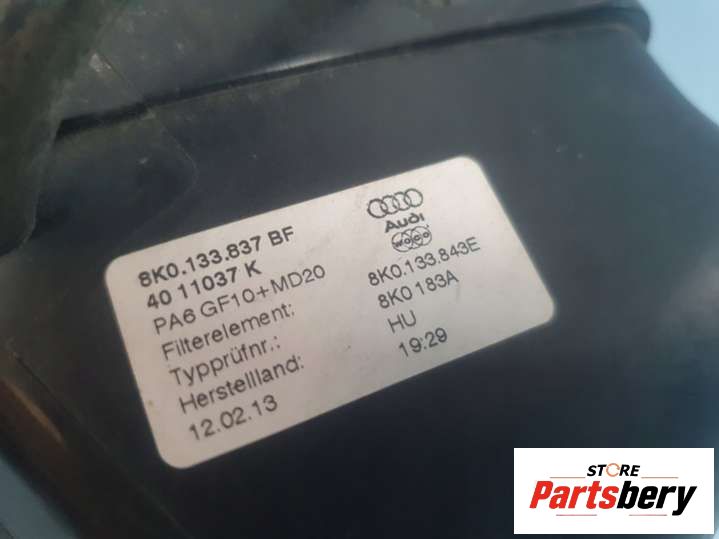 Audi
WOCO
8K0.133.837 BF
40 11037 K
PA6 GF10+MD20
Filterelement: 8K0.133.843E
Typprüfnr.: 8K0 183A
Herstellland: HU
12.02.13 19:29
STORE
Partsbery